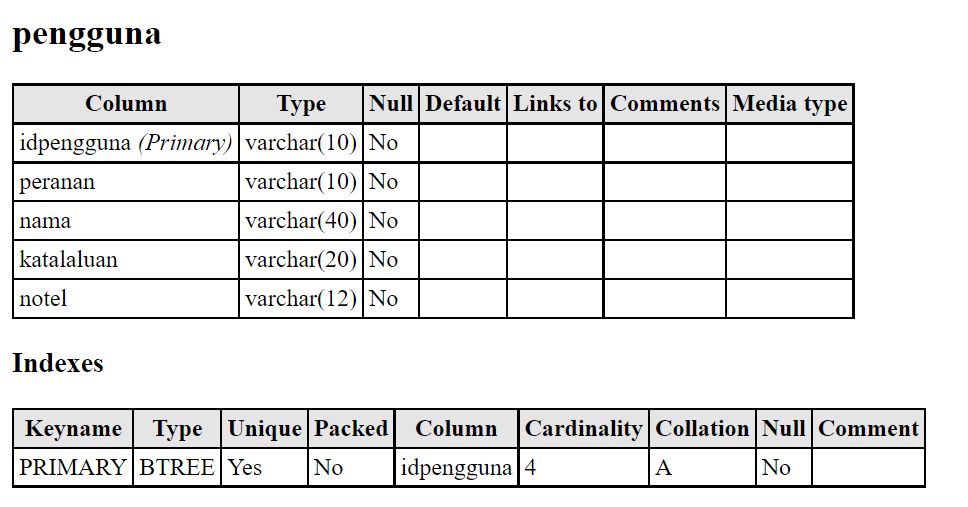 pengguna
Column Type Null Default Links to Comments Media type
idpengguna (Primary) varchar(10) No
peranan varchar(10) No
nama varchar(40) No
katalaluan varchar(20) No
notel varchar(12) No
Indexes
Keyname Type Unique Packed Column Cardinality Collation Null Comment
PRIMARY BTREE Yes No idpengguna 4 A No